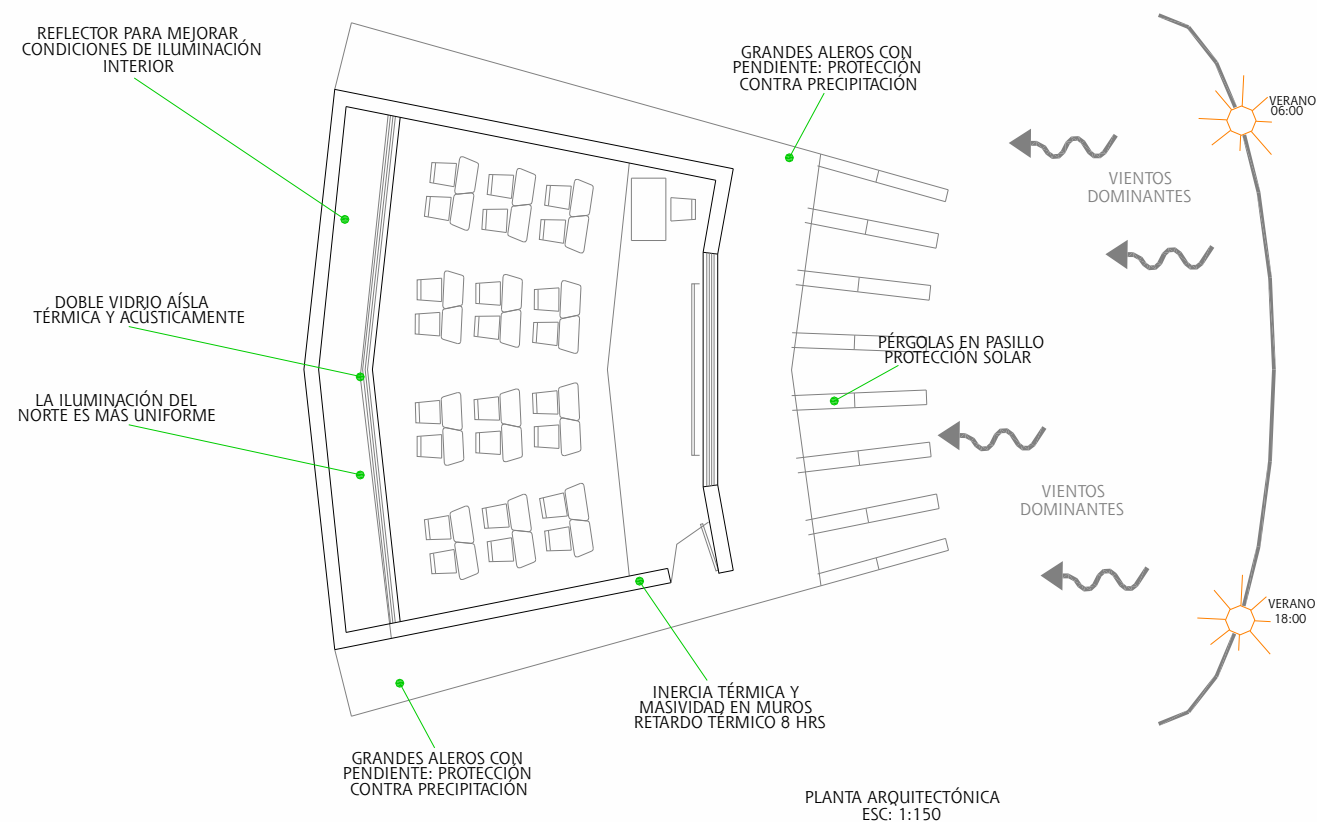 REFLECTOR PARA MEJORAR
CONDICIONES DE ILUMINACIÓN
INTERIOR
GRANDES ALEROS CON
PENDIENTE: PROTECCIÓN
CONTRA PRECIPITACIÓN
VERANO
06:00
VIENTOS
DOMINANTES
DOBLE VIDRIO AÍSLA
TÉRMICA Y ACÚSTICAMENTE
PÉRGOLAS EN PASILLO
PROTECCIÓN SOLAR
LA ILUMINACIÓN DEL
NORTE ES MÁS UNIFORME
VIENTOS
DOMINANTES
VERANO
18:00
INERCIA TÉRMICA Y
MASIVIDAD EN MUROS
RETARDO TÉRMICO 8 HRS
GRANDES ALEROS CON
PENDIENTE: PROTECCIÓN
CONTRA PRECIPITACIÓN
PLANTA ARQUITECTÓNICA
ESC: 1:150